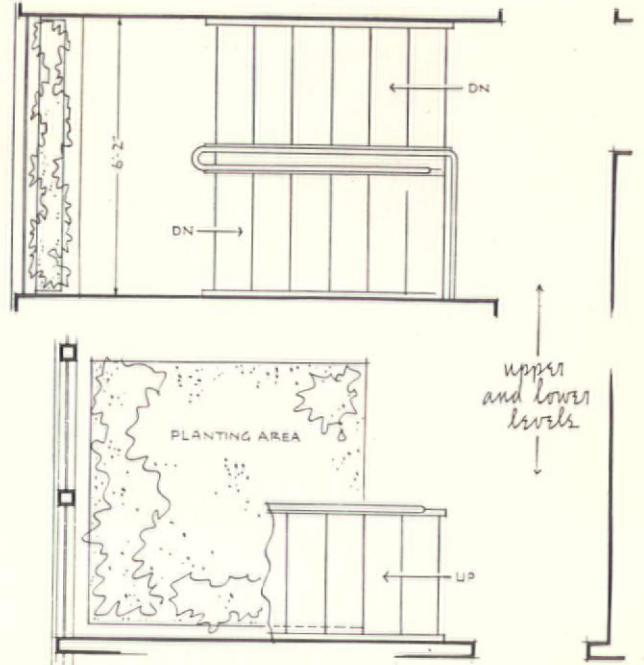 DN
6'-2"
DN
upper
and lower
levels
PLANTING AREA
UP